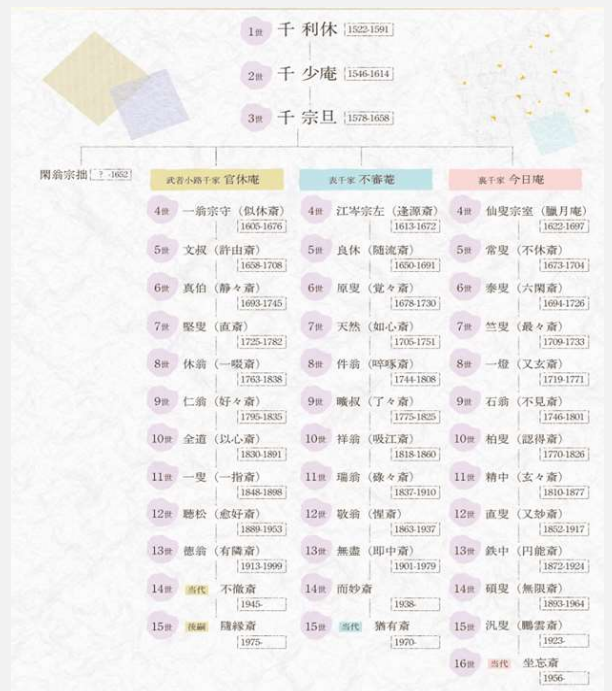 1世 千 利休 1522-1591
2世 千 少庵 1546-1614
3世 千 宗旦 1578-1658
閑翁宗拙 ? -1652
武者小路千家 官休庵
4世 一翁宗守 (似休斎)
1605-1676
5世 文叔 (許由斎)
1658-1708
6世 真伯 (静々斎)
1693-1745
7世 堅叟 (直斎)
1725-1782
8世 休翁 (一啜斎)
1763-1838
9世 仁翁 (好々斎)
1795-1835
10世 全道 (以心斎)
1830-1891
11世 一叟 (一指斎)
1848-1898
12世 聴松 (愈好斎)
1889-1953
13世 徳翁 (有隣斎)
1913-1999
14世 当代 不徹斎
1945-
15世 後嗣 隨縁斎
1975-
表千家 不審菴
4世 江岑宗左 (逢源斎)
1613-1672
5世 良休 (随流斎)
1650-1691
6世 原叟 (覚々斎)
1678-1730
7世 天然 (如心斎)
1705-1751
8世 件翁 (啐啄斎)
1744-1808
9世 曠叔 (了々斎)
1775-1825
10世 祥翁 (吸江斎)
1818-1860
11世 瑞翁 (碌々斎)
1837-1910
12世 敬翁 (惺斎)
1863-1937
13世 無盡 (即中斎)
1901-1979
14世 而妙斎
1938-
15世 当代 猶有斎
1970-
裏千家 今日庵
4世 仙叟宗室 (臘月庵)
1622-1697
5世 常叟 (不休斎)
1673-1704
6世 泰叟 (六閑斎)
1694-1726
7世 竺叟 (最々斎)
1709-1733
8世 一燈 (又玄斎)
1719-1771
9世 石翁 (不見斎)
1746-1801
10世 柏叟 (認得斎)
1770-1826
11世 精中 (玄々斎)
1810-1877
12世 直叟 (又玅斎)
1852-1917
13世 鉄中 (円能斎)
1872-1924
14世 碩叟 (無限斎)
1893-1964
15世 汎叟 (鵬雲斎)
1923-
16世 当代 坐忘斎
1956-